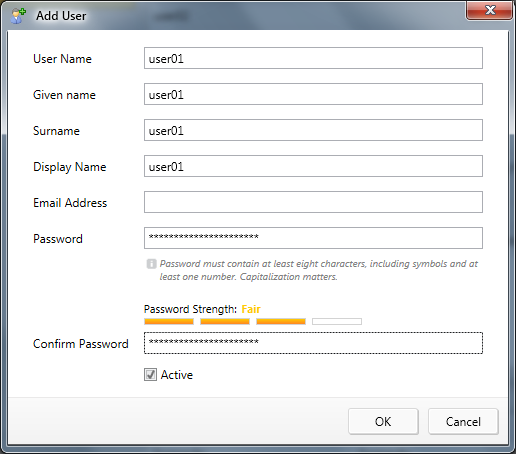 Add User
User Name user01
Given name user01
Surname user01
Display Name user01
Email Address
Password **********************
Password must contain at least eight characters, including symbols and at
least one number. Capitalization matters.
Password Strength: Fair
Confirm Password **********************
Active
OK Cancel